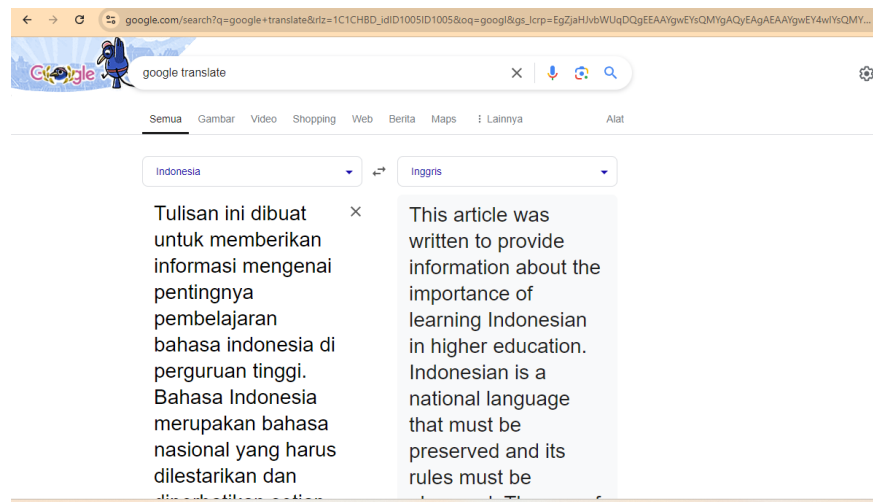 google.com/search?q=google+translate&rlz=1C1CHBD_idID1005ID1005&oq=googl&gs_lcrp=EgZjaHJvbWUqDQgEEAAYgwEYsQMYgAQyEAgAEAAYgwEY4wIYsQMY...
Google
google translate
Semua Gambar Video Shopping Web Berita Maps Lainnya Alat
Indonesia Inggris
Tulisan ini dibuat
untuk memberikan
informasi mengenai
pentingnya
pembelajaran
bahasa indonesia di
perguruan tinggi.
Bahasa Indonesia
merupakan bahasa
nasional yang harus
dilestarikan dan
This article was
written to provide
information about the
importance of
learning Indonesian
in higher education.
Indonesian is a
national language
that must be
preserved and its
rules must be